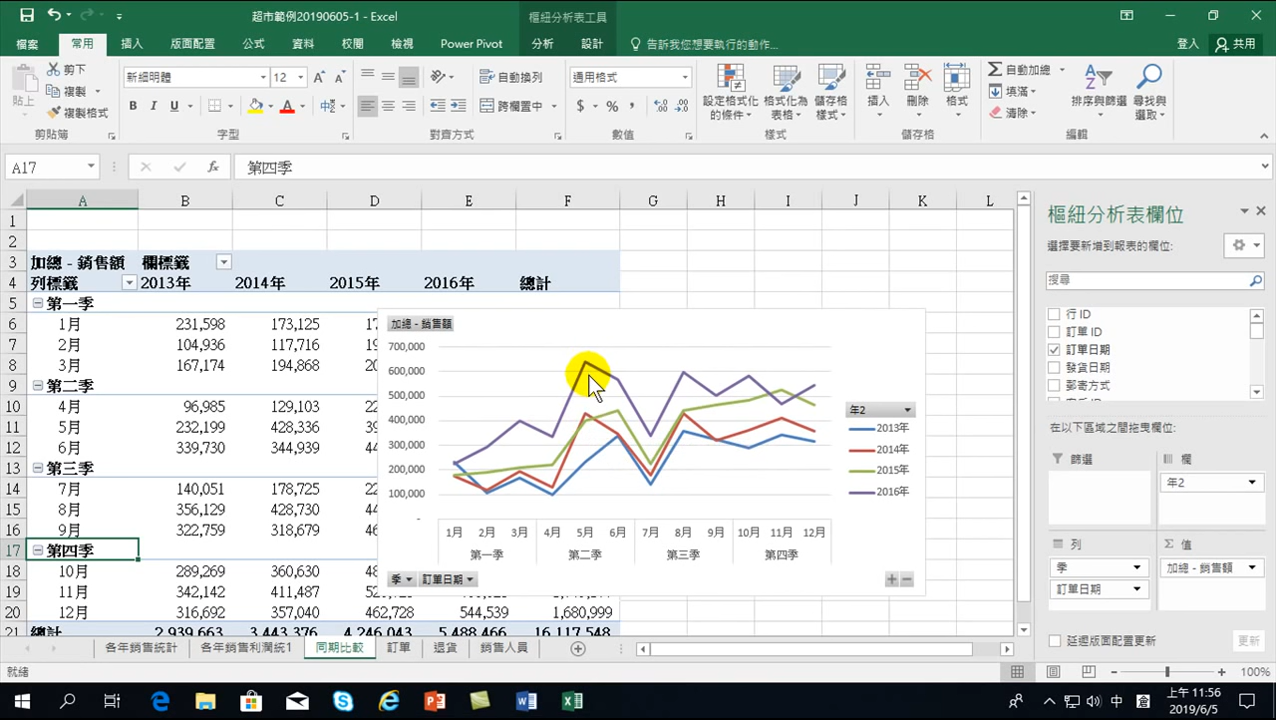 超市範例20190605-1 - Excel
樞紐分析表工具
檔案 常用 插入 版面配置 公式 資料 校閱 檢視 Power Pivot 分析 設計 告訴我您想要執行的動作... 登入 共用
貼上 剪下 複製 複製格式 剪貼簿
新細明體 12 字型
自動換列 跨欄置中 對齊方式
通用格式 數值
設定格式化的條件 格式化為表格 儲存格樣式 樣式
插入 刪除 格式 儲存格
自動加總 填滿 清除 排序與篩選 尋找與選取 編輯
A17 第四季
A B C D E F G H I J K L
1
2
3 加總 - 銷售額 欄標籤
4 列標籤 2013年 2014年 2015年 2016年 總計
5 第一季
6 1月 231,598 173,125
7 2月 104,936 117,716
8 3月 167,174 194,868
9 第二季
10 4月 96,985 129,103
11 5月 232,199 428,336
12 6月 339,730 344,939
13 第三季
14 7月 140,051 178,725
15 8月 356,129 428,730
16 9月 322,759 318,679
17 第四季
18 10月 289,269 360,630
19 11月 342,142 411,487
20 12月 316,692 357,040 462,728 544,539 1,680,999
21 總計 2,939,663 3,443,376 4,246,043 5,488,466 16,117,548
加總 - 銷售額
700,000
600,000
500,000
400,000
300,000
200,000
100,000
-
1月 2月 3月 4月 5月 6月 7月 8月 9月 10月 11月 12月
第一季 第二季 第三季 第四季
季 訂單日期
年2
2013年
2014年
2015年
2016年
各年銷售統計 各年銷售利潤統1 同期比較 訂單 退貨 銷售人員
就緒
100%
樞紐分析表欄位
選擇要新增到報表的欄位:
搜尋
行 ID
訂單 ID
訂單日期
發貨日期
郵寄方式
在以下區域之間拖曳欄位:
篩選 欄
年2
列 值
季 加總 - 銷售額
訂單日期
延遲版面配置更新 更新
中
上午 11:56
2019/6/5